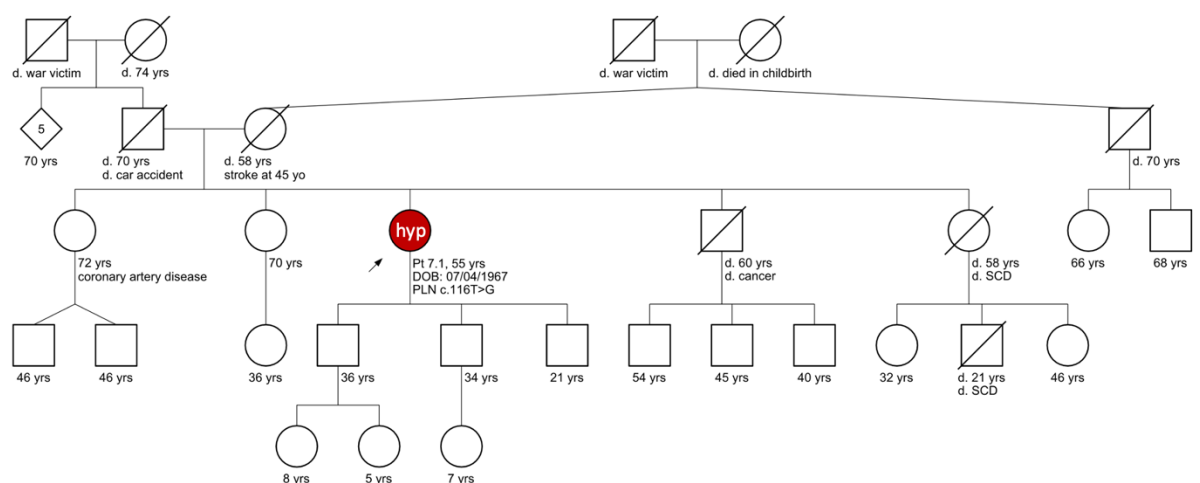 d. war victim
d. 74 yrs
d. war victim
d. died in childbirth
5
70 yrs
d. 70 yrs
d. car accident
d. 58 yrs
stroke at 45 yo
d. 70 yrs
72 yrs
coronary artery disease
70 yrs
hyp
Pt 7.1, 55 yrs
DOB: 07/04/1967
PLN c.116T>G
d. 60 yrs
d. cancer
d. 58 yrs
d. SCD
66 yrs
68 yrs
46 yrs
46 yrs
36 yrs
36 yrs
34 yrs
21 yrs
54 yrs
45 yrs
40 yrs
32 yrs
d. 21 yrs
d. SCD
46 yrs
8 yrs
5 yrs
7 yrs